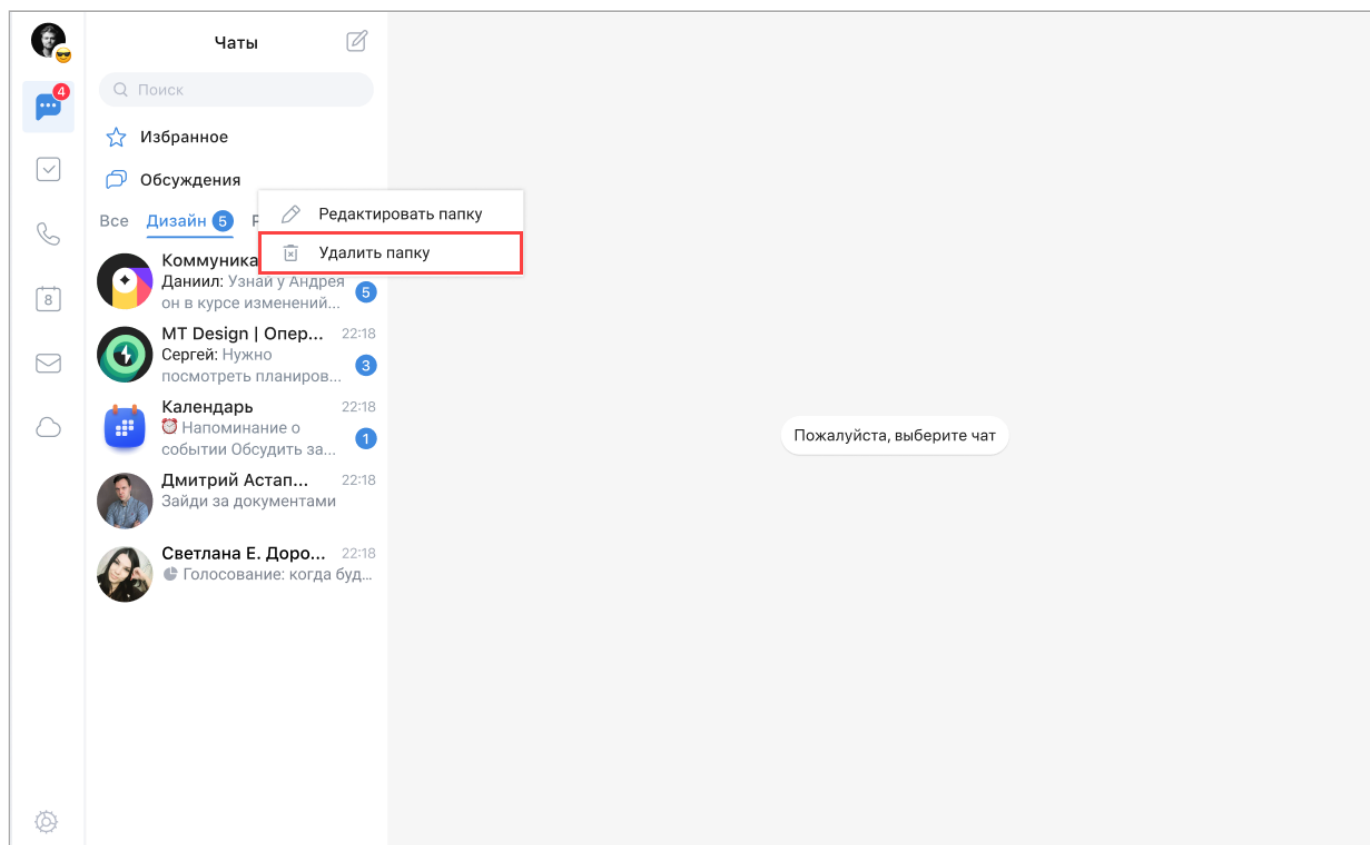 Чаты
4
Поиск
Избранное
Обсуждения
Редактировать папку
Все Дизайн 5
Удалить папку
Коммуника
Даниил: Узнай у Андрея
он в курсе изменений... 5
8
MT Design | Опер... 22:18
Сергей: Нужно
посмотреть планиров... 3
Календарь 22:18
Напоминание о
событии Обсудить за... 1
Пожалуйста, выберите чат
Дмитрий Астап... 22:18
Зайди за документами
Светлана Е. Доро... 22:18
Голосование: когда буд...